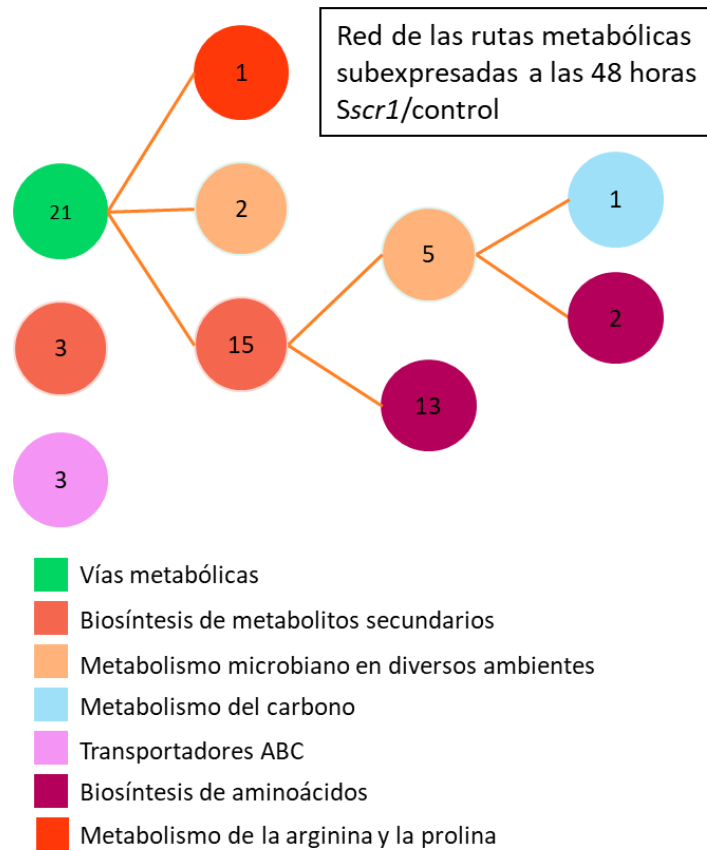 Red de las rutas metabólicas
subexpresadas a las 48 horas
Sscr1/control
1
21
2
1
5
3
15
2
13
3
Vías metabólicas
Biosíntesis de metabolitos secundarios
Metabolismo microbiano en diversos ambientes
Metabolismo del carbono
Transportadores ABC
Biosíntesis de aminoácidos
Metabolismo de la arginina y la prolina